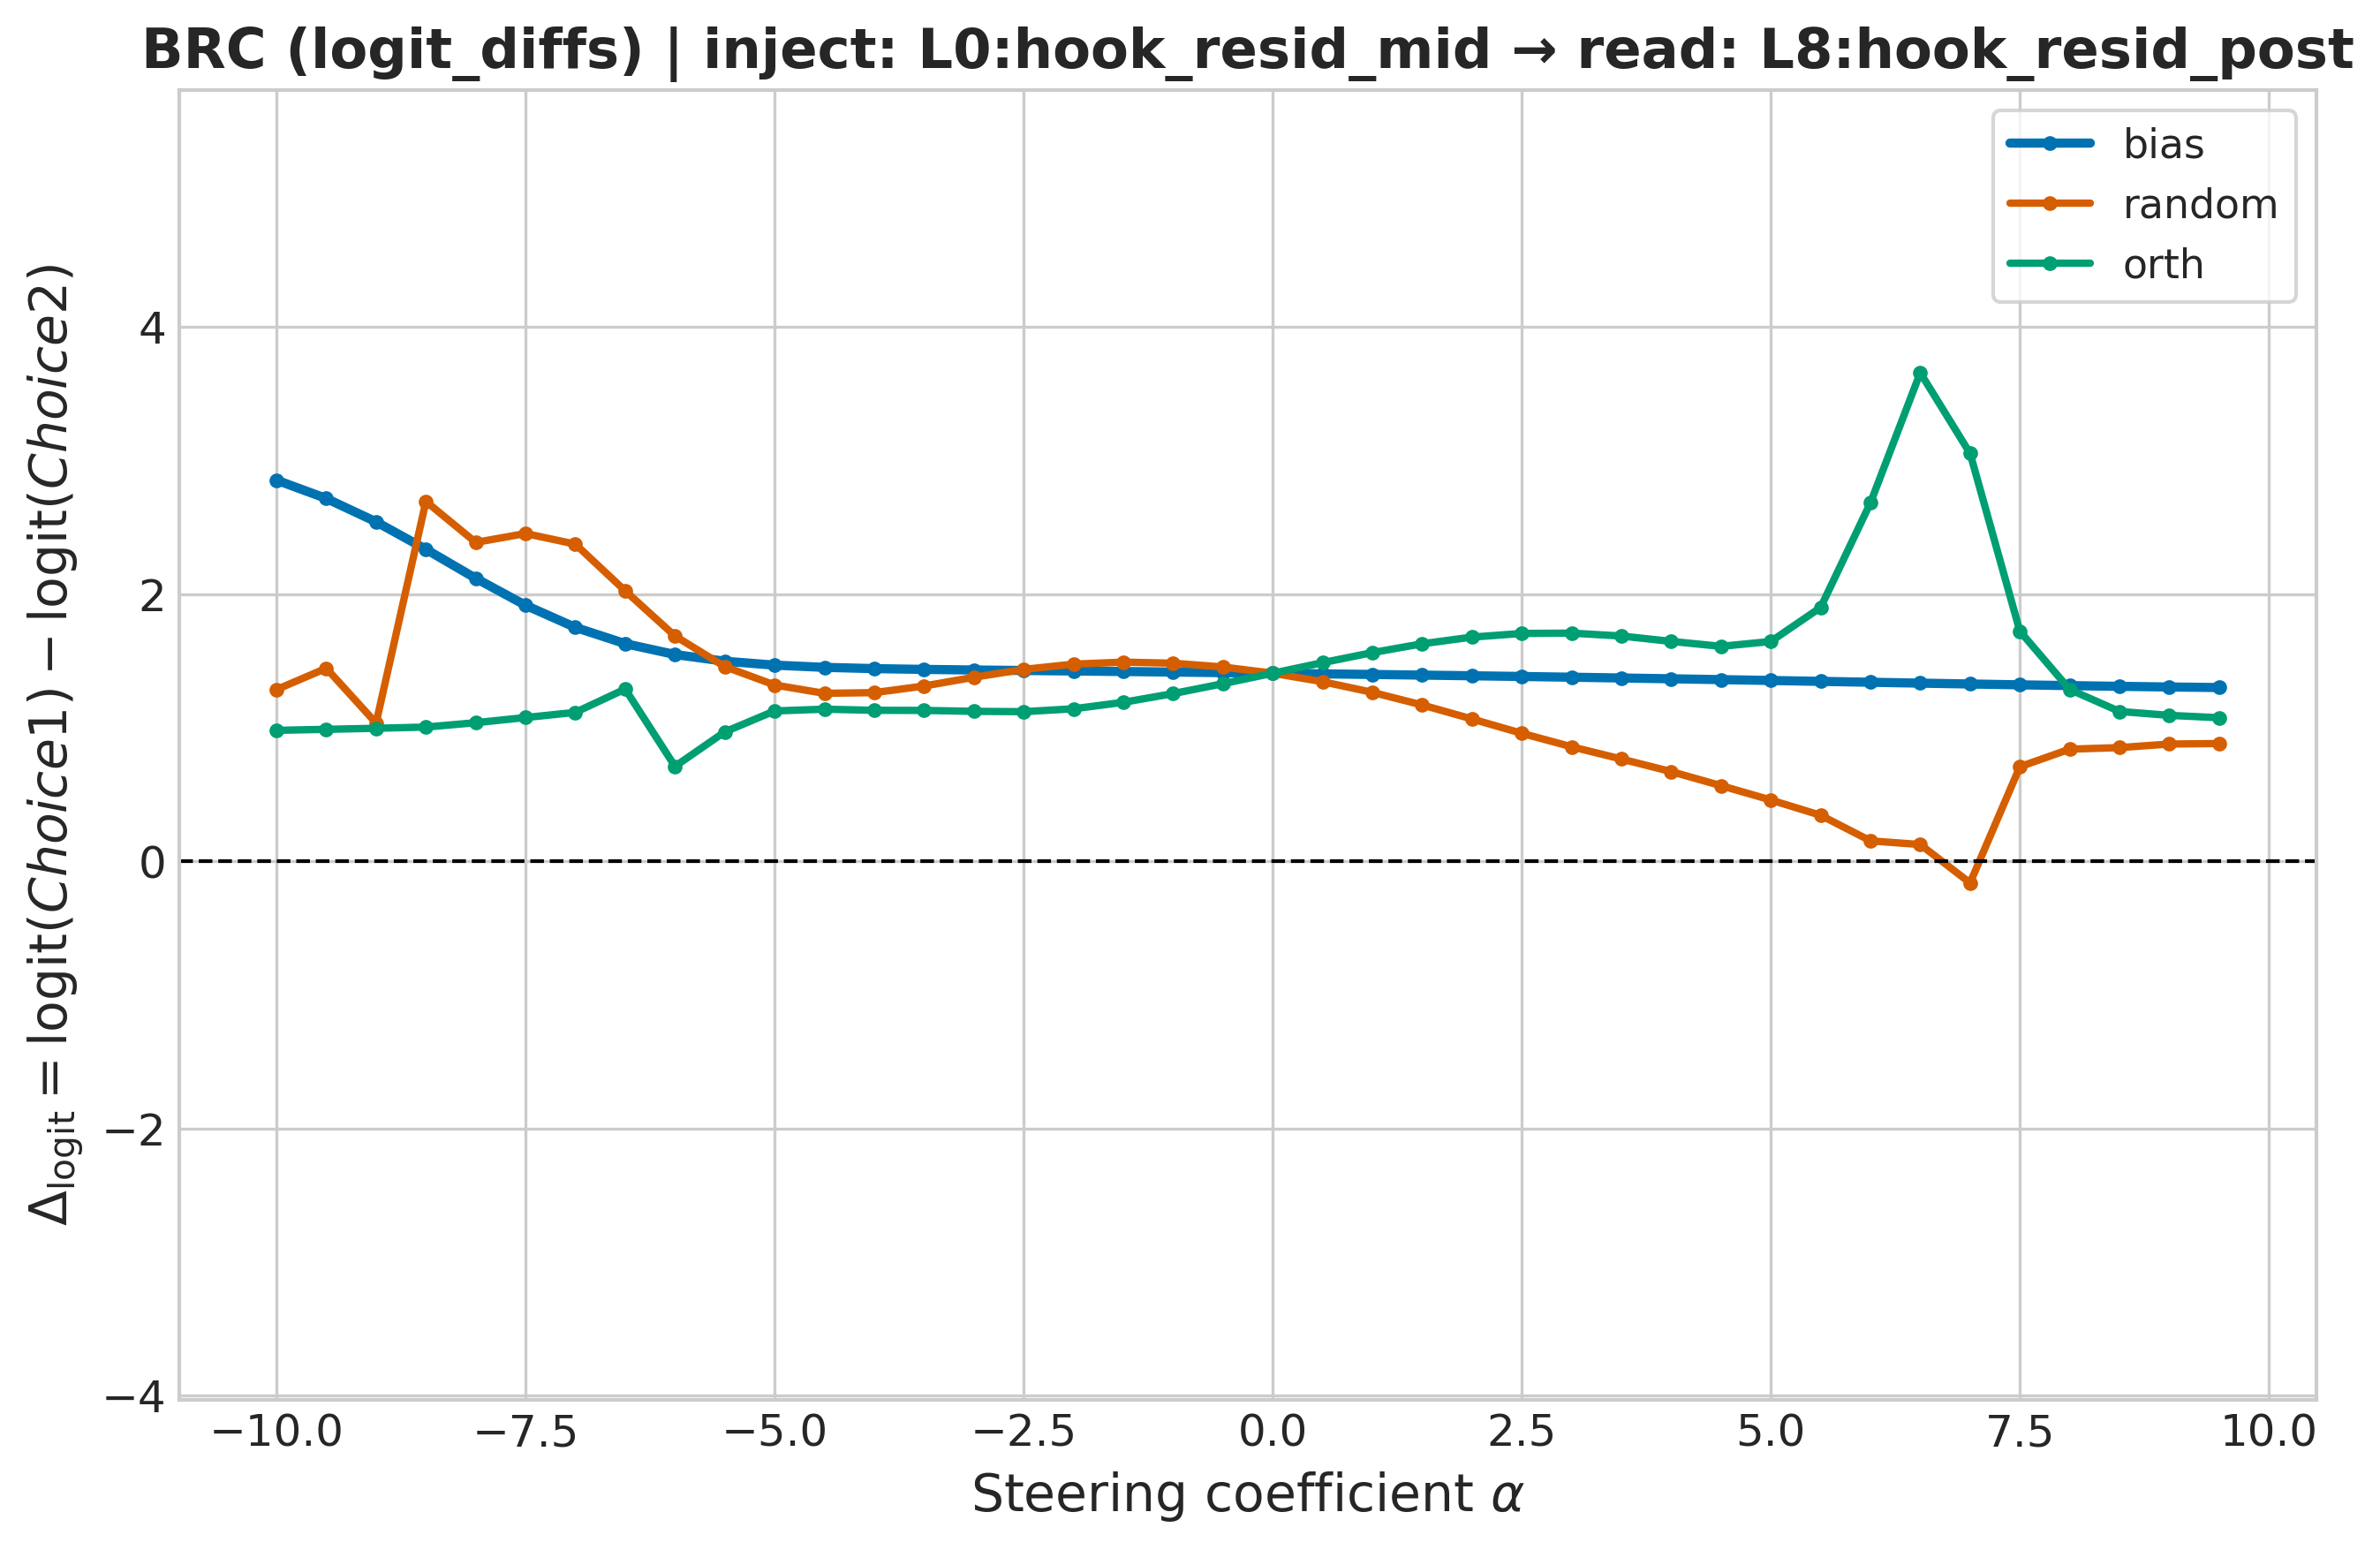 BRC (logit_diffs) | inject: L0:hook_resid_mid → read: L8:hook_resid_post
Δlogit = logit(Choice1) − logit(Choice2)
4
2
0
−2
−4
bias
random
orth
−10.0 −7.5 −5.0 −2.5 0.0 2.5 5.0 7.5 10.0
Steering coefficient α